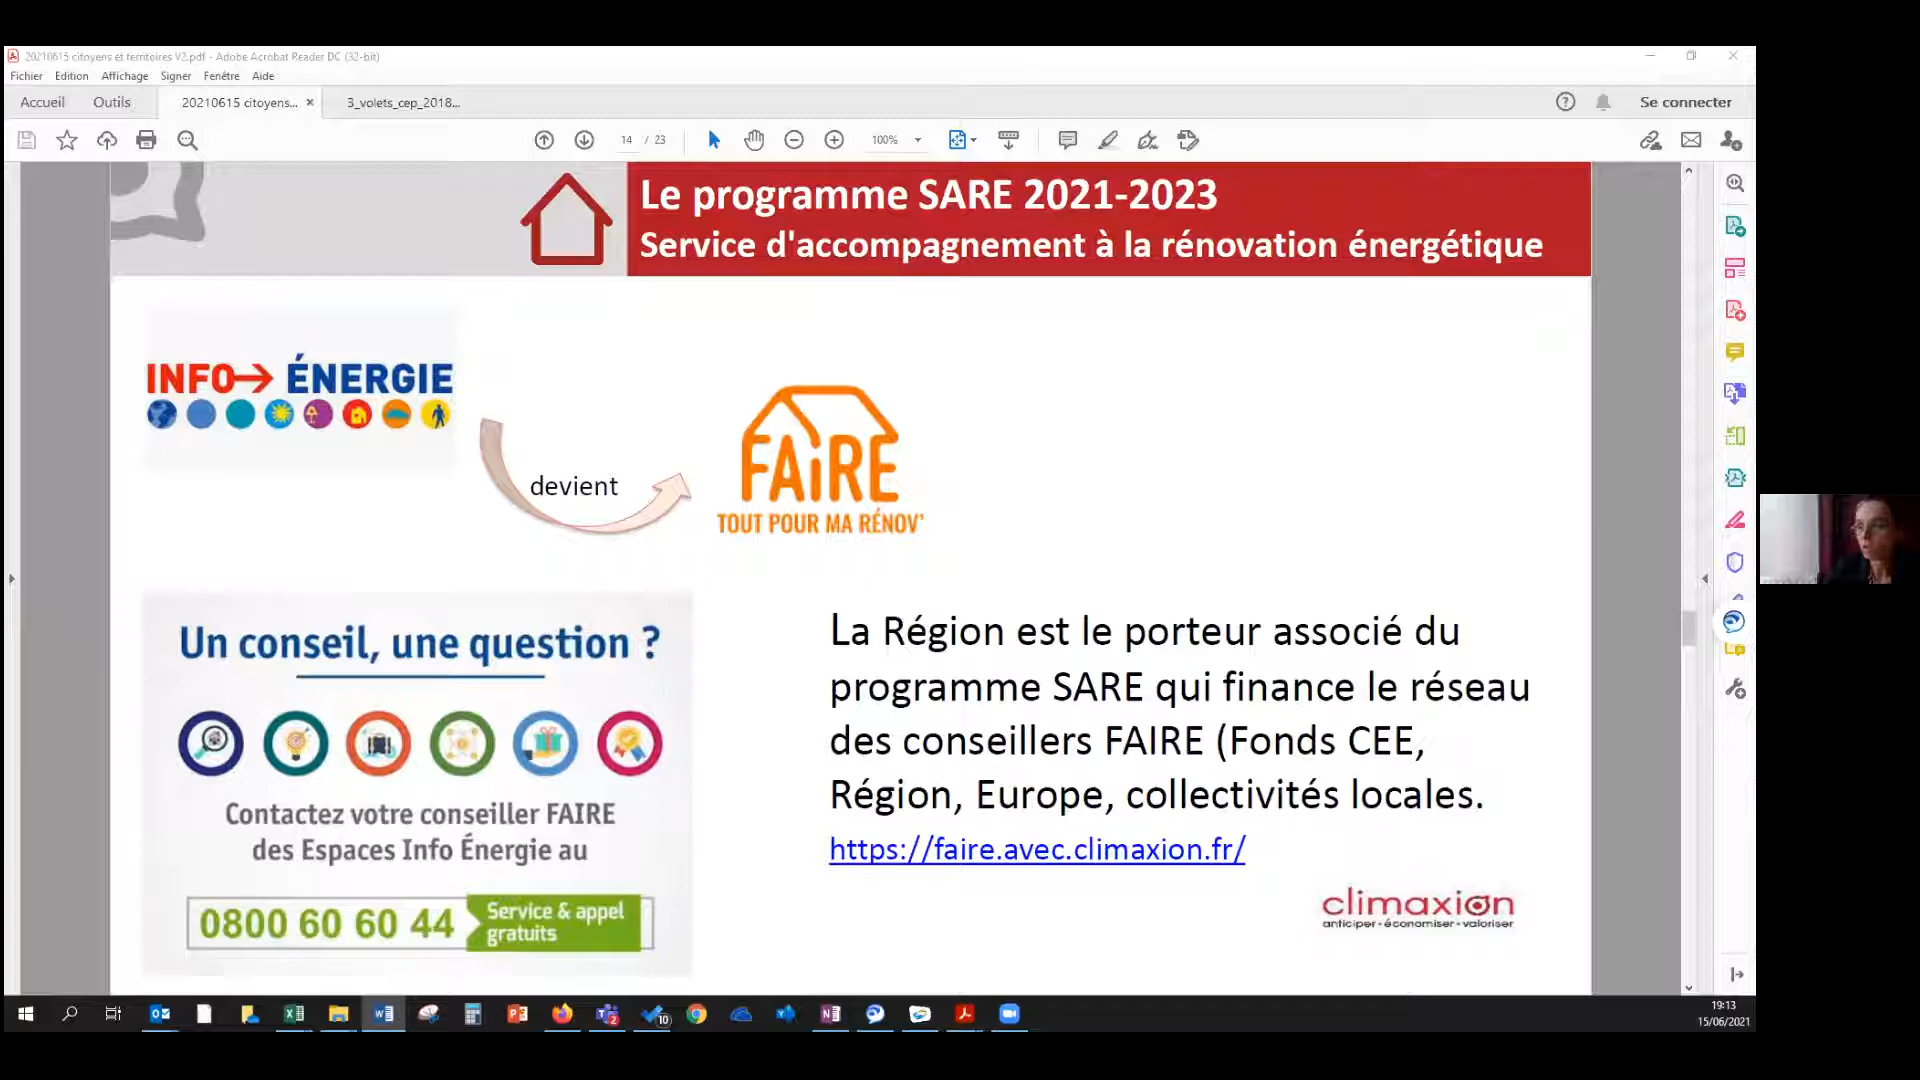 20210615 citoyens et territoires V2.pdf - Adobe Acrobat Reader DC (32-bit)
Fichier Edition Affichage Signer Fenêtre Aide
Accueil Outils 20210615 citoyens... × 3_volets_cep_2018... Se connecter
14 / 23 100%
Le programme SARE 2021-2023
Service d'accompagnement à la rénovation énergétique
INFO→ ÉNERGIE
devient
FAiRE
TOUT POUR MA RÉNOV'
Un conseil, une question ?
Contactez votre conseiller FAIRE
des Espaces Info Énergie au
0800 60 60 44 Service & appel
gratuits
La Région est le porteur associé du
programme SARE qui finance le réseau
des conseillers FAIRE (Fonds CEE,
Région, Europe, collectivités locales.
https://faire.avec.climaxion.fr/
climaxion
anticiper • économiser • valoriser
10
19:13
15/06/2021